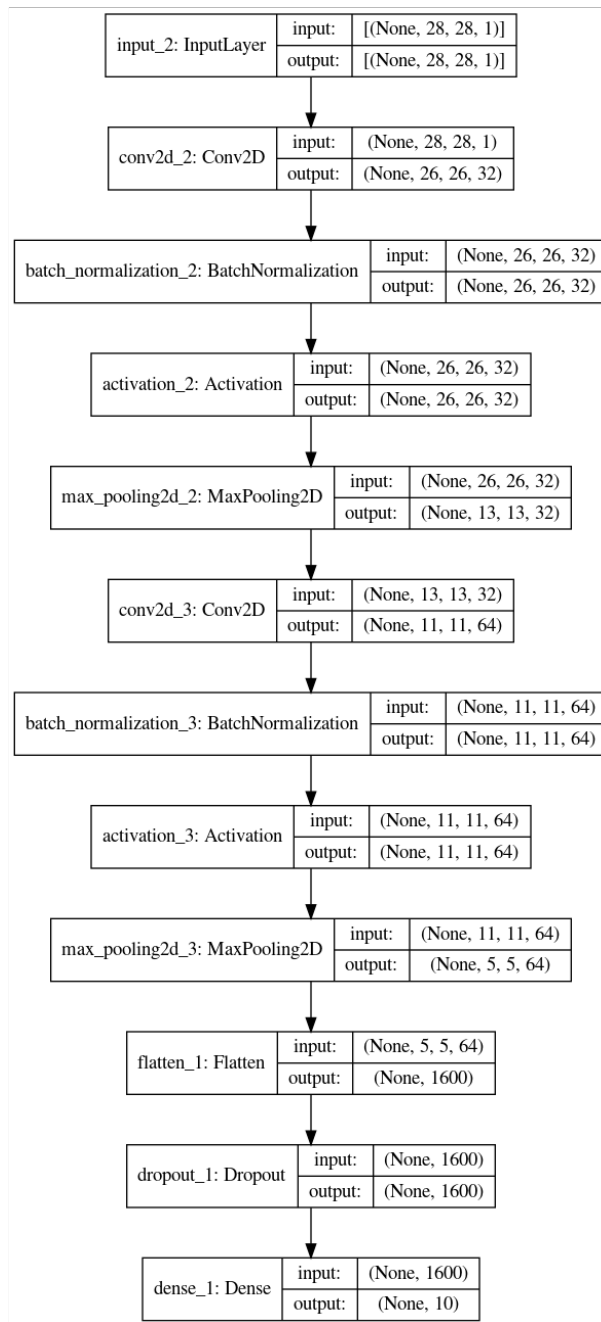 input_2: InputLayer
input: [(None, 28, 28, 1)]
output: [(None, 28, 28, 1)]
conv2d_2: Conv2D
input: (None, 28, 28, 1)
output: (None, 26, 26, 32)
batch_normalization_2: BatchNormalization
input: (None, 26, 26, 32)
output: (None, 26, 26, 32)
activation_2: Activation
input: (None, 26, 26, 32)
output: (None, 26, 26, 32)
max_pooling2d_2: MaxPooling2D
input: (None, 26, 26, 32)
output: (None, 13, 13, 32)
conv2d_3: Conv2D
input: (None, 13, 13, 32)
output: (None, 11, 11, 64)
batch_normalization_3: BatchNormalization
input: (None, 11, 11, 64)
output: (None, 11, 11, 64)
activation_3: Activation
input: (None, 11, 11, 64)
output: (None, 11, 11, 64)
max_pooling2d_3: MaxPooling2D
input: (None, 11, 11, 64)
output: (None, 5, 5, 64)
flatten_1: Flatten
input: (None, 5, 5, 64)
output: (None, 1600)
dropout_1: Dropout
input: (None, 1600)
output: (None, 1600)
dense_1: Dense
input: (None, 1600)
output: (None, 10)